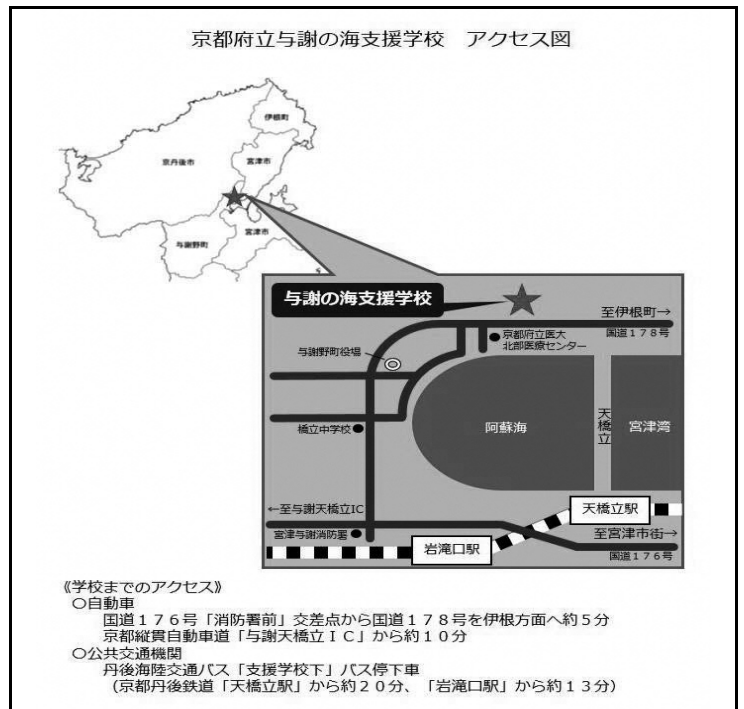 京都府立与謝の海支援学校　アクセス図
伊根町
京丹後市
宮津市
与謝野町
宮津市
与謝の海支援学校
至伊根町→
国道178号
京都府立医大
北部医療センター
与謝野町役場
橋立中学校
阿蘇海
天橋立
宮津湾
←至与謝天橋立IC
天橋立駅
宮津与謝消防署
岩滝口駅
至宮津市街→
国道１７６号
《学校までのアクセス》
○自動車
国道１７６号「消防署前」交差点から国道１７８号を伊根方面へ約５分
京都縦貫自動車道「与謝天橋立ＩＣ」から約１０分
○公共交通機関
丹後海陸交通バス「支援学校下」バス停下車
（京都丹後鉄道「天橋立駅」から約２０分、「岩滝口駅」から約１３分）